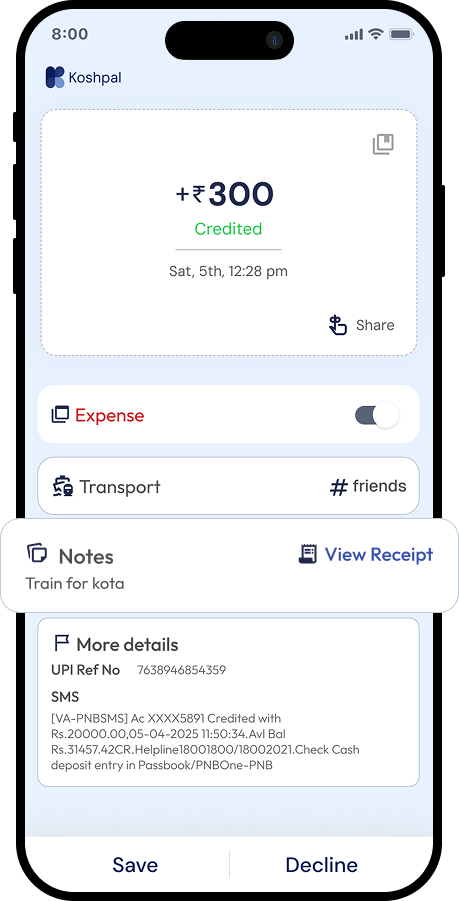 8:00
Koshpal
+₹300
Credited
Sat, 5th, 12:28 pm
Share
Expense
Transport
#friends
Notes
View Receipt
Train for kota
More details
UPI Ref No 7638946854359
SMS
[VA-PNBSMS] Ac XXXX5891 Credited with
Rs.20000.00,05-04-2025 11:50:34.Avl Bal
Rs.31457.42CR.Helpline18001800/18002021.Check Cash
deposit entry in Passbook/PNBOne-PNB
Save
Decline